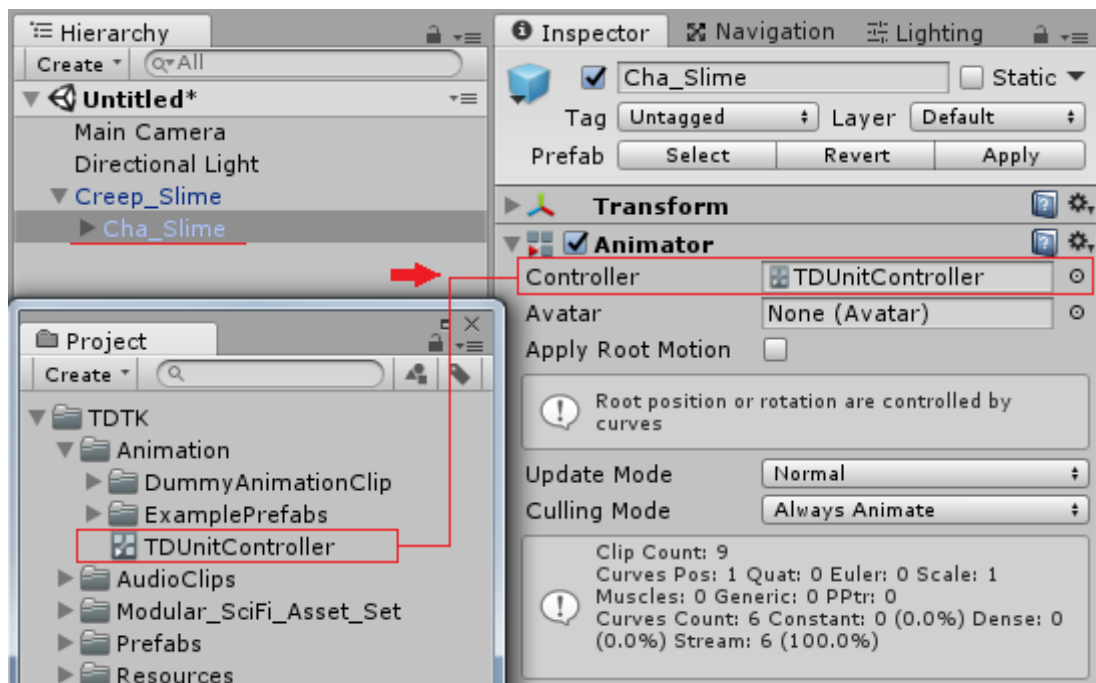 Hierarchy
Create
All
Untitled*
Main Camera
Directional Light
Creep_Slime
Cha_Slime
Project
Create
TDTK
Animation
DummyAnimationClip
ExamplePrefabs
TDUnitController
AudioClips
Modular_SciFi_Asset_Set
Prefabs
Resources
Inspector Navigation Lighting
Cha_Slime Static
Tag Untagged Layer Default
Prefab Select Revert Apply
Transform
Animator
Controller TDUnitController
Avatar None (Avatar)
Apply Root Motion
Root position or rotation are controlled by
curves
Update Mode Normal
Culling Mode Always Animate
Clip Count: 9
Curves Pos: 1 Quat: 0 Euler: 0 Scale: 1
Muscles: 0 Generic: 0 PPtr: 0
Curves Count: 6 Constant: 0 (0.0%) Dense: 0
(0.0%) Stream: 6 (100.0%)